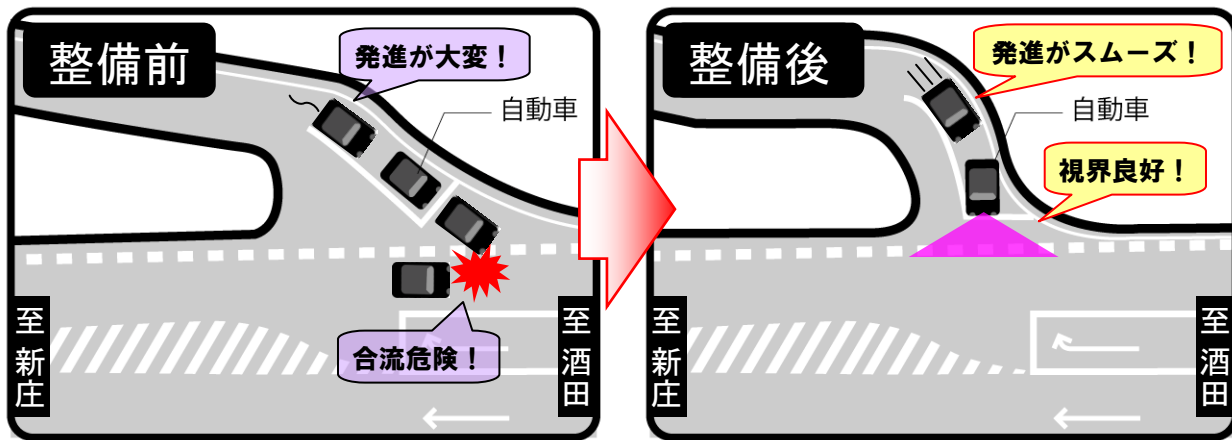 整備前
発進が大変！
自動車
合流危険！
至 新庄
至 酒田
整備後
発進がスムーズ！
自動車
視界良好！
至 新庄
至 酒田